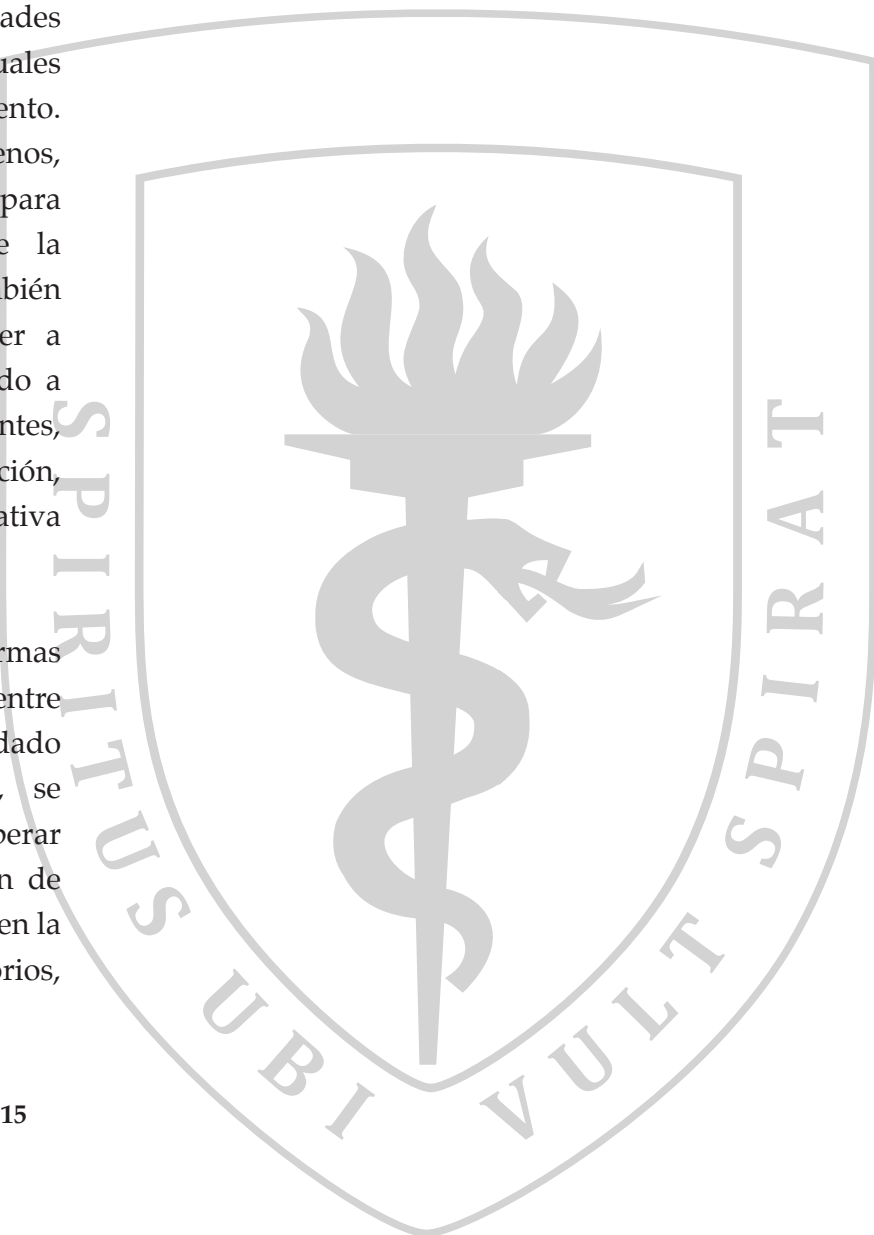 ades
uales
ento.
enos,
para
e la
mbién
er a
do a
ntes,
ción,
ativa
rmas
entre
dado
, se
perar
n de
en la
rios,
15
SPIRITUS UBI VULT SPIRAT